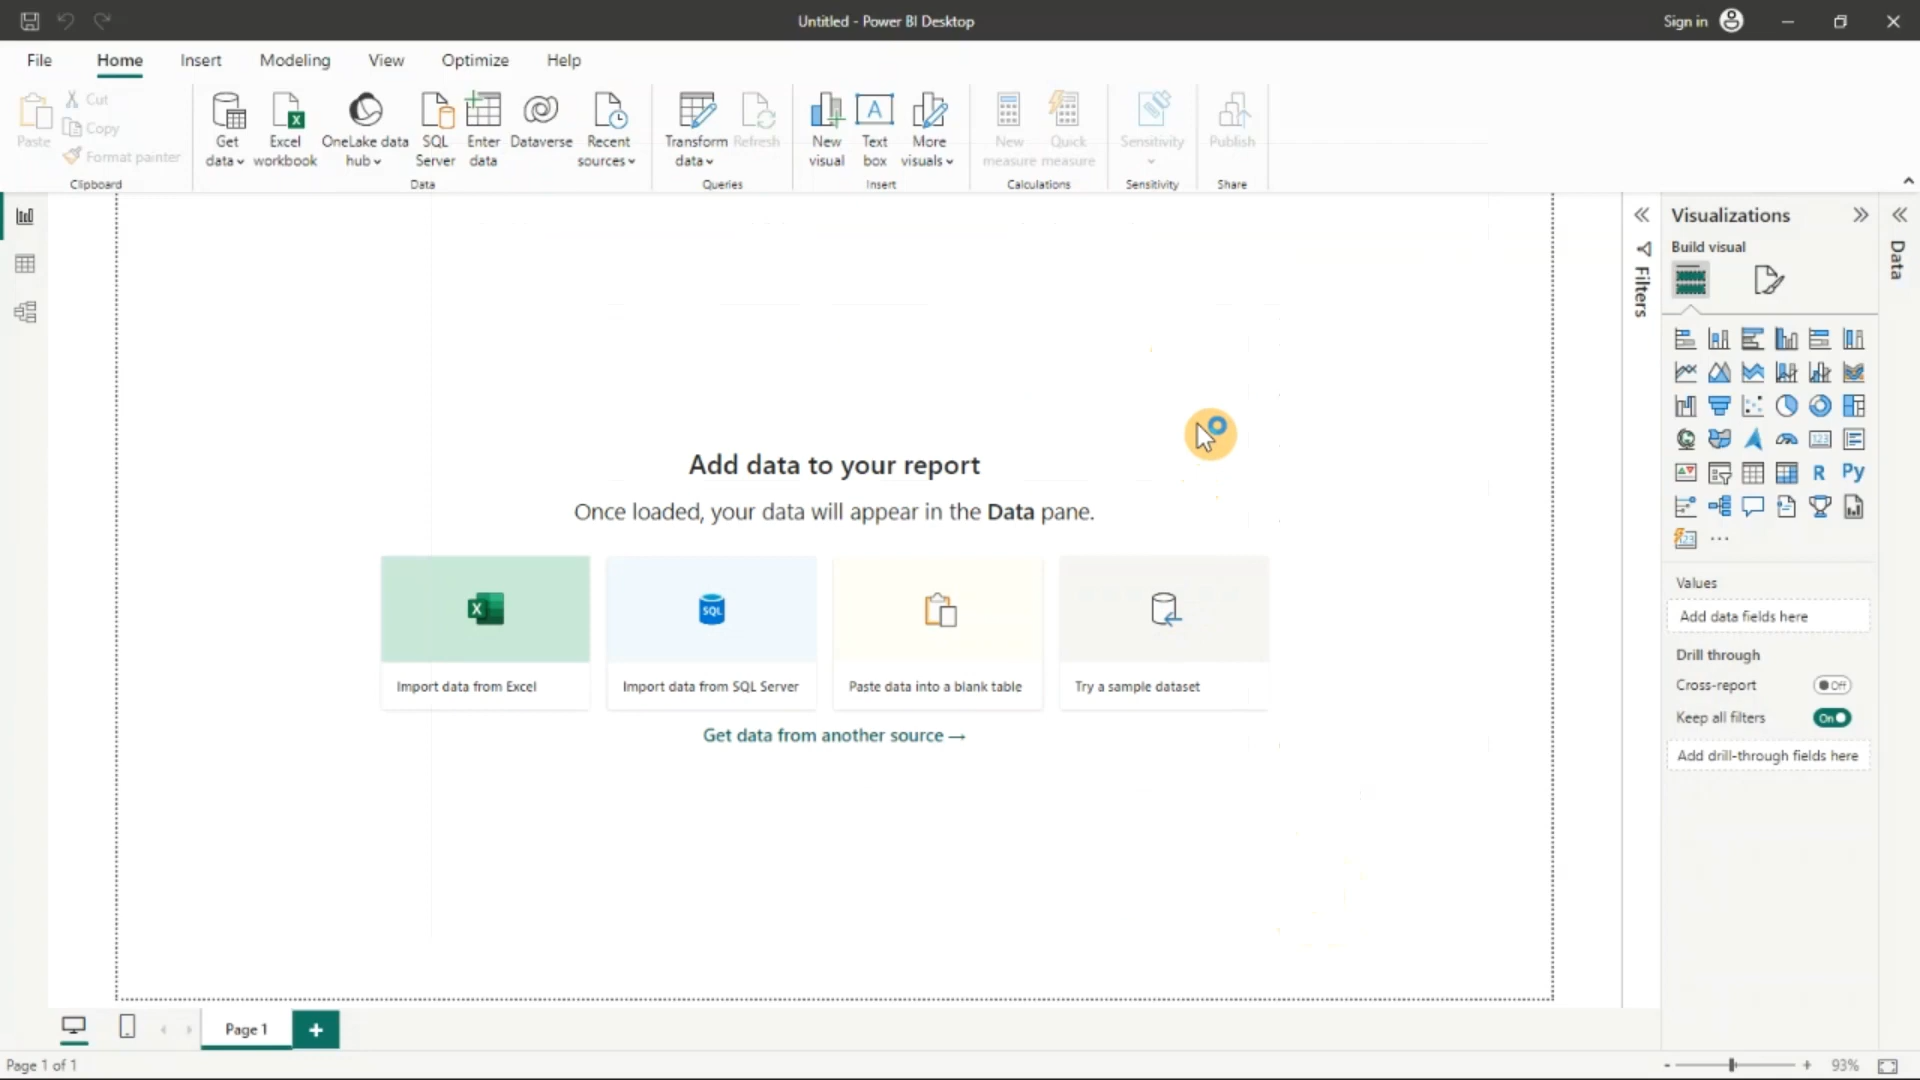 Untitled - Power BI Desktop
Sign in
File Home Insert Modeling View Optimize Help
Paste
Cut
Copy
Format painter
Clipboard
Get data
Excel workbook
OneLake data hub
SQL Server
Enter data
Dataverse
Recent sources
Data
Transform data
Refresh
Queries
New visual
Text box
More visuals
Insert
New measure
Quick measure
Calculations
Sensitivity
Sensitivity
Publish
Share
Filters
Visualizations
Build visual
Data
123
R
Py
123
Values
Add data fields here
Drill through
Cross-report
Off
Keep all filters
On
Add drill-through fields here
Add data to your report
Once loaded, your data will appear in the Data pane.
X
SQL
Import data from Excel
Import data from SQL Server
Paste data into a blank table
Try a sample dataset
Get data from another source →
Page 1
+
Page 1 of 1
- + 93%